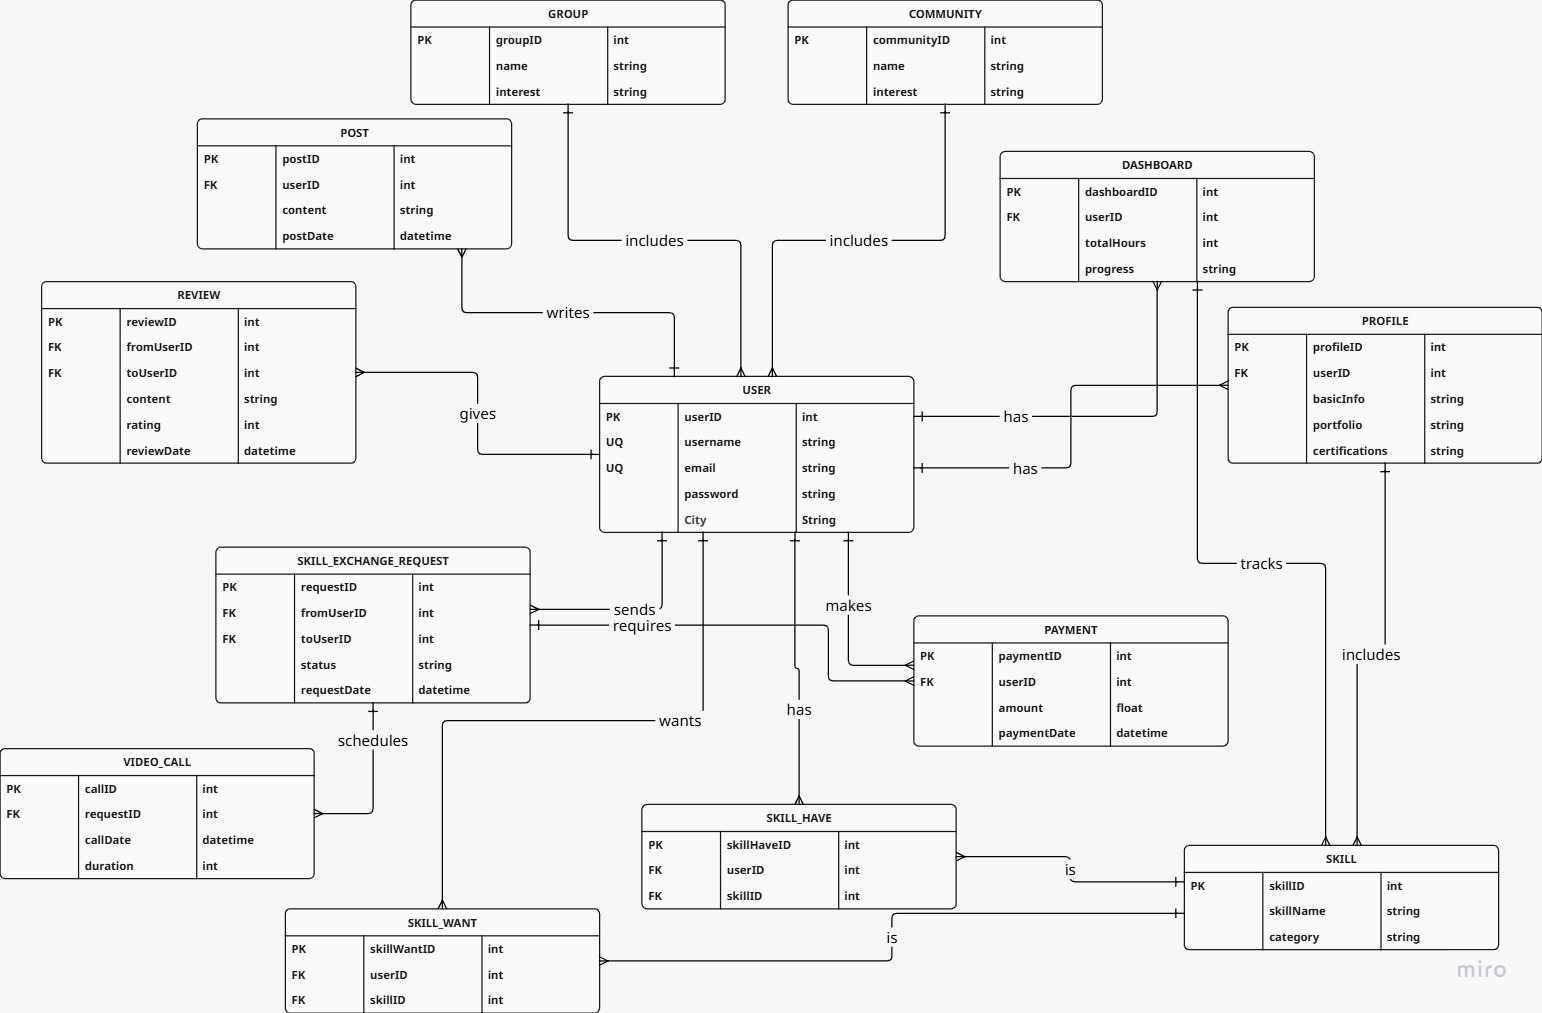 GROUP
PK groupID int
name string
interest string
COMMUNITY
PK communityID int
name string
interest string
POST
PK postID int
FK userID int
content string
postDate datetime
DASHBOARD
PK dashboardID int
FK userID int
totalHours int
progress string
includes
includes
REVIEW
PK reviewID int
FK fromUserID int
FK toUserID int
content string
rating int
reviewDate datetime
writes
PROFILE
PK profileID int
FK userID int
basicInfo string
portfolio string
certifications string
gives
USER
PK userID int
UQ username string
UQ email string
password string
City String
has
has
SKILL_EXCHANGE_REQUEST
PK requestID int
FK fromUserID int
FK toUserID int
status string
requestDate datetime
sends
requires
makes
tracks
PAYMENT
PK paymentID int
FK userID int
amount float
paymentDate datetime
includes
wants
has
schedules
VIDEO_CALL
PK callID int
FK requestID int
callDate datetime
duration int
SKILL_HAVE
PK skillHaveID int
FK userID int
FK skillID int
is
SKILL
PK skillID int
skillName string
category string
SKILL_WANT
PK skillWantID int
FK userID int
FK skillID int
is
miro